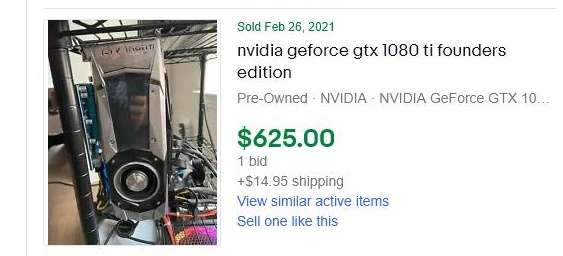 Sold Feb 26, 2021
nvidia geforce gtx 1080 ti founders
edition
Pre-Owned · NVIDIA · NVIDIA GeForce GTX 10...
$625.00
1 bid
+$14.95 shipping
View similar active items
Sell one like this